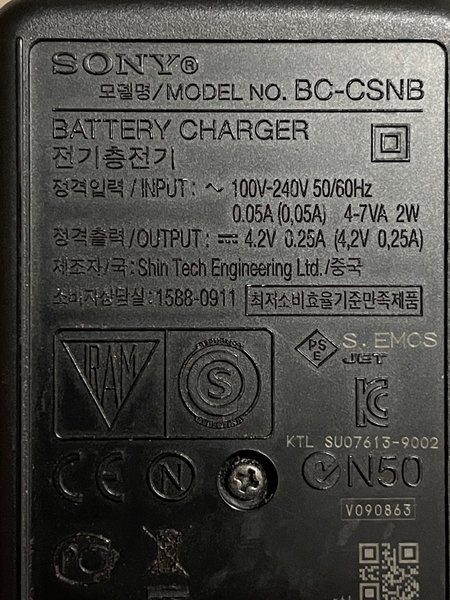 SONY®
모델명/MODEL NO. BC-CSNB
BATTERY CHARGER
전기충전기
정격입력 / INPUT : ∼ 100V-240V 50/60Hz
0.05A (0,05A) 4-7VA 2W
정격출력/OUTPUT : ⎓ 4.2V 0.25A (4,2V 0,25A)
제조자/국: Shin Tech Engineering Ltd. /중국
소비자상담실: 1588-0911 최저소비효율기준만족제품
IRAM S
PS E S. EMCS
JET
KC
KTL SU07613-9002
CE N N50
V090863
PC